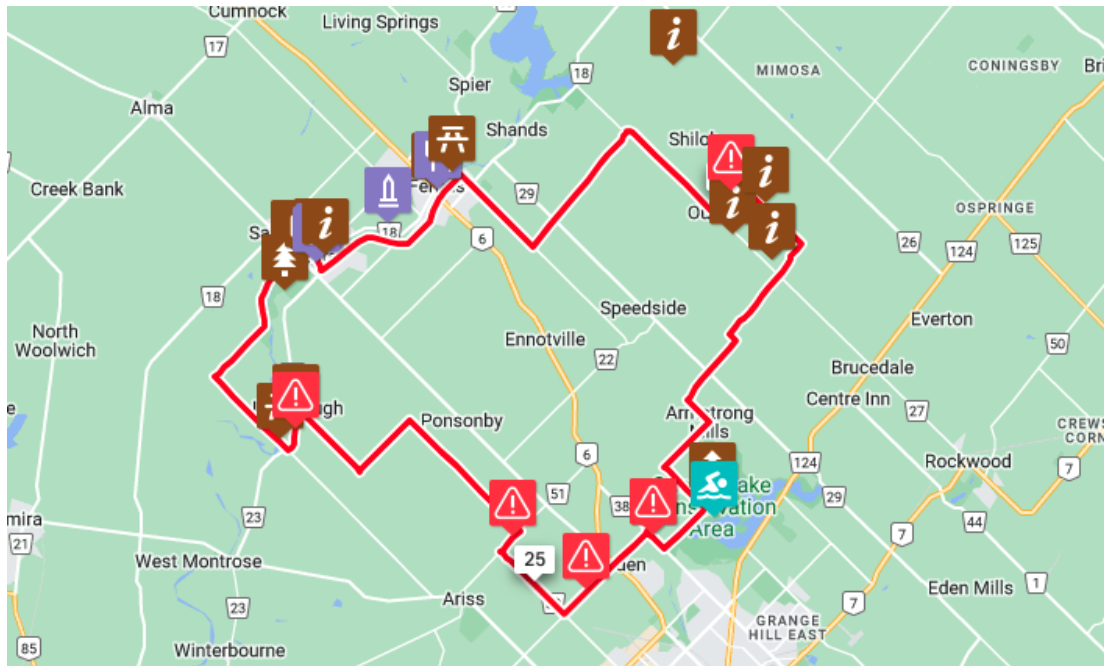 Cumnock
Living Springs
17
18
MIMOSA
CONINGSBY
Spier
Alma
Shands
Creek Bank
29
18
6
OSPRINGE
26
124
125
18
Speedside
Everton
North
Woolwich
Ennotville
22
50
Brucedale
Centre Inn
27
Ponsonby
Armstrong
Mills
6
124
Rockwood
7
51
38
29
Area
44
23
7
21
West Montrose
25
Eden Mills
1
Ariss
23
7
GRANGE
HILL EAST
85
Winterbourne